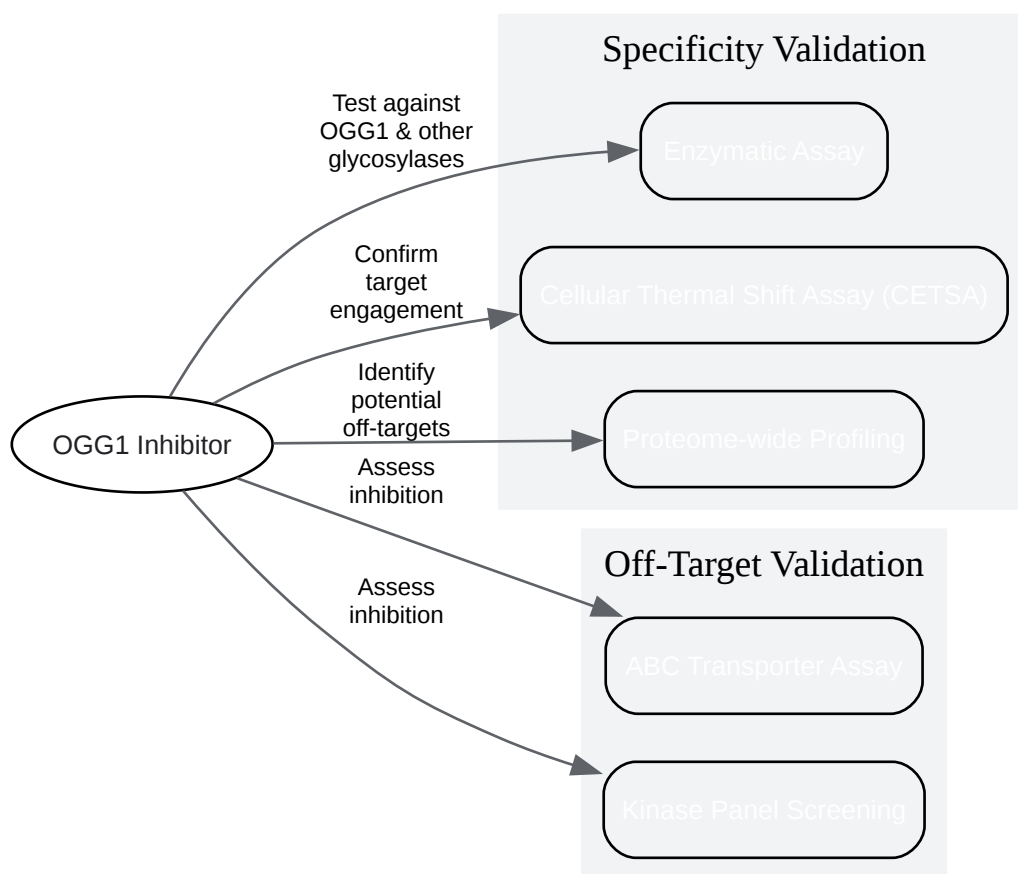 Specificity Validation
Test against
OGG1 & other
glycosylases
Enzymatic Assay
Confirm
target
engagement
Cellular Thermal Shift Assay (CETSA)
Identify
potential
off-targets
OGG1 Inhibitor
Proteome-wide Profiling
Assess
inhibition
Off-Target Validation
Assess
inhibition
ABC Transporter Assay
Kinase Panel Screening